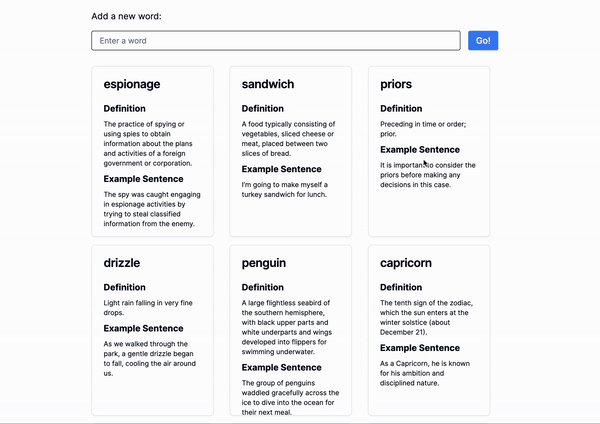 Add a new word:
Enter a word
Go!
espionage
Definition
The practice of spying or
using spies to obtain
information about the plans
and activities of a foreign
government or corporation.
Example Sentence
The spy was caught engaging
in espionage activities by
trying to steal classified
information from the enemy.
sandwich
Definition
A food typically consisting of
vegetables, sliced cheese or
meat, placed between two
slices of bread.
Example Sentence
I'm going to make myself a
turkey sandwich for lunch.
priors
Definition
Preceding in time or order;
prior.
Example Sentence
It is important to consider the
priors before making any
decisions in this case.
drizzle
Definition
Light rain falling in very fine
drops.
Example Sentence
As we walked through the
park, a gentle drizzle began
to fall, cooling the air around
us.
penguin
Definition
A large flightless seabird of
the southern hemisphere,
with black upper parts and
white underparts and wings
developed into flippers for
swimming underwater.
Example Sentence
The group of penguins
waddled gracefully across the
ice to dive into the ocean for
their next meal.
capricorn
Definition
The tenth sign of the zodiac,
which the sun enters at the
winter solstice (about
December 21).
Example Sentence
As a Capricorn, he is known
for his ambition and
disciplined nature.